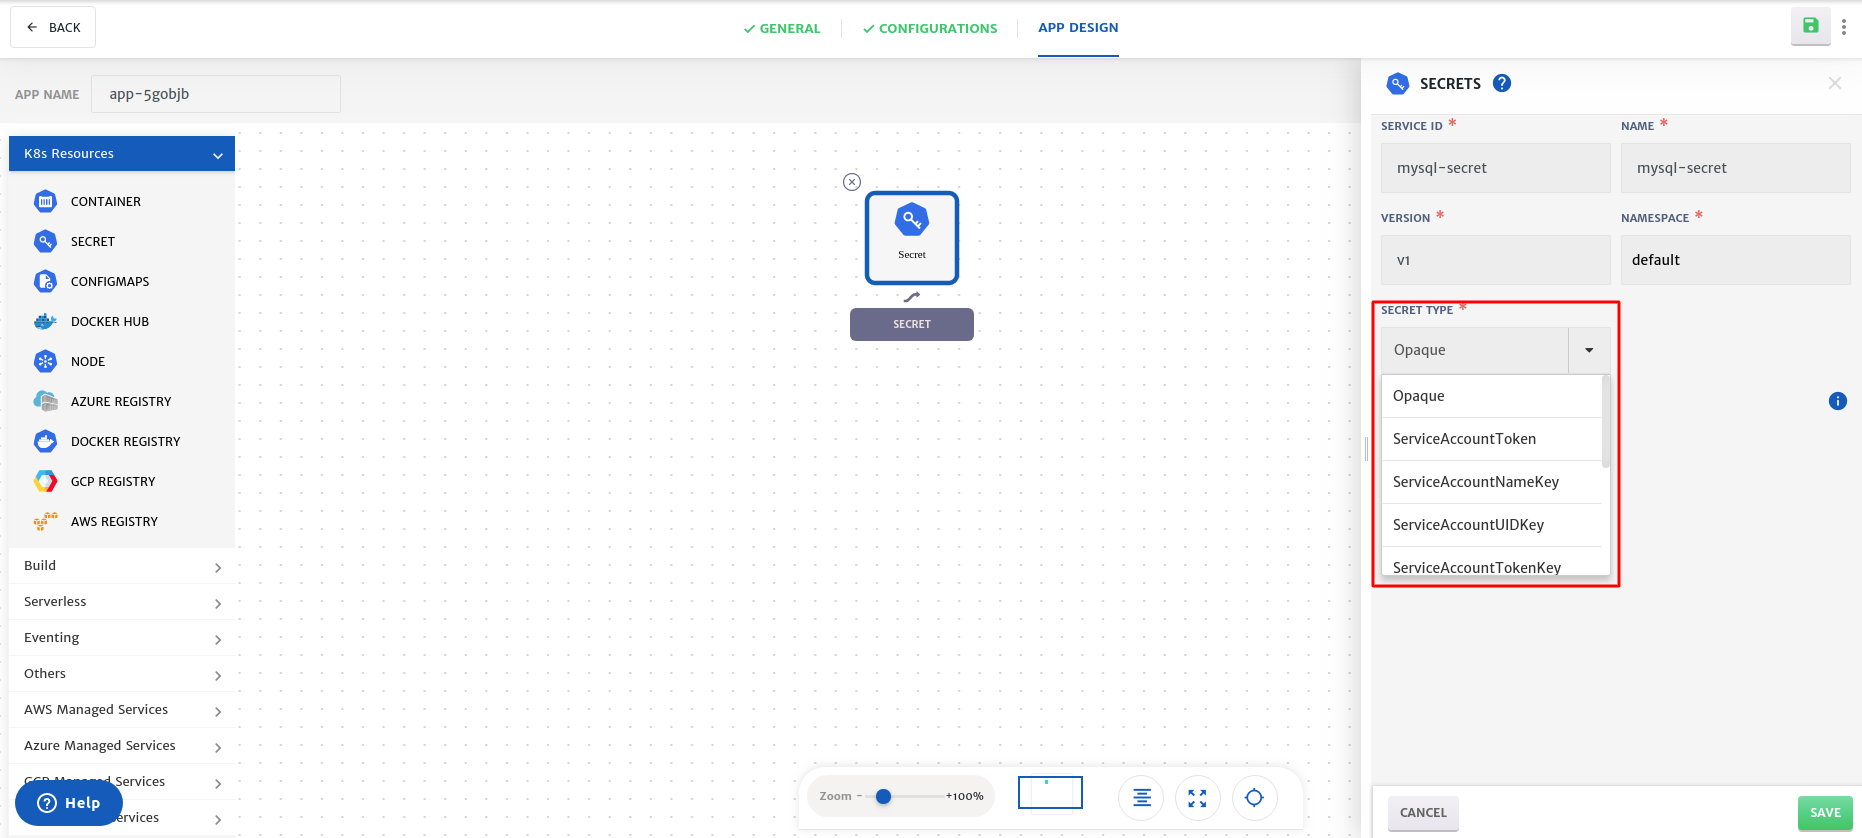 BACK
GENERAL
CONFIGURATIONS
APP DESIGN
APP NAME
app-5gobjb
K8s Resources
CONTAINER
SECRET
CONFIGMAPS
DOCKER HUB
NODE
AZURE REGISTRY
DOCKER REGISTRY
GCP REGISTRY
AWS REGISTRY
Build
Serverless
Eventing
Others
AWS Managed Services
Azure Managed Services
GCP Managed Services
Help
Secret
SECRET
Zoom - +100%
SECRETS ?
SERVICE ID *
NAME *
mysql-secret
mysql-secret
VERSION *
NAMESPACE *
v1
default
SECRET TYPE *
Opaque
Opaque
ServiceAccountToken
ServiceAccountNameKey
ServiceAccountUIDKey
ServiceAccountTokenKey
CANCEL
SAVE